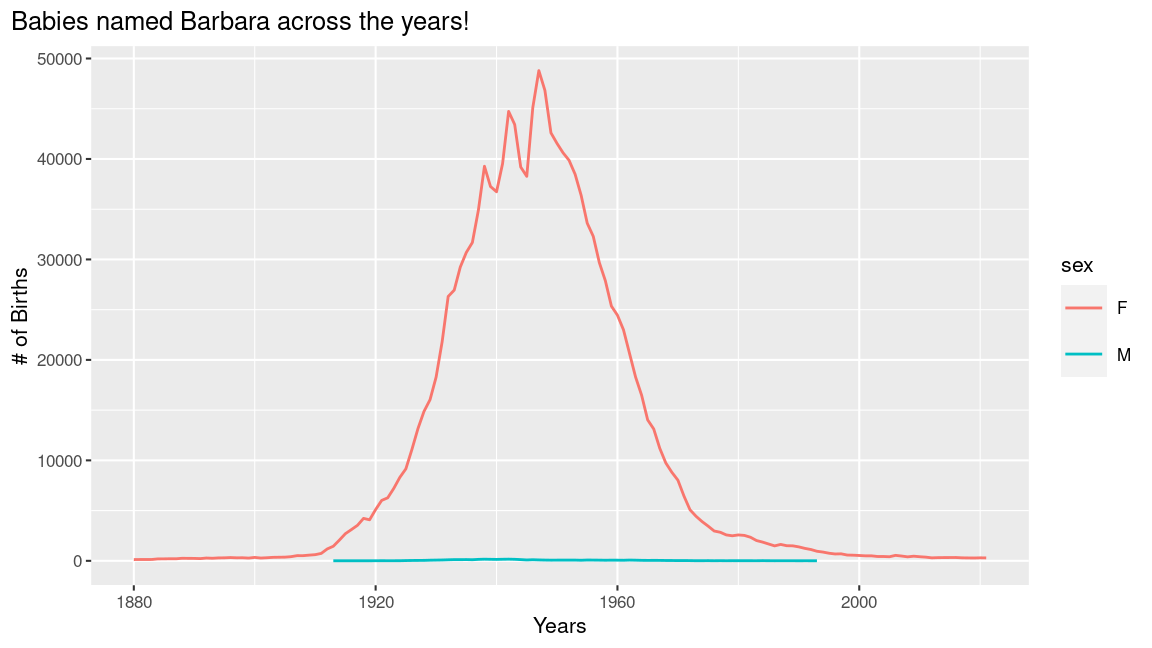 Babies named Barbara across the years!
50000
40000
30000
20000
10000
0
# of Births
1880
1920
1960
2000
Years
sex
F
M